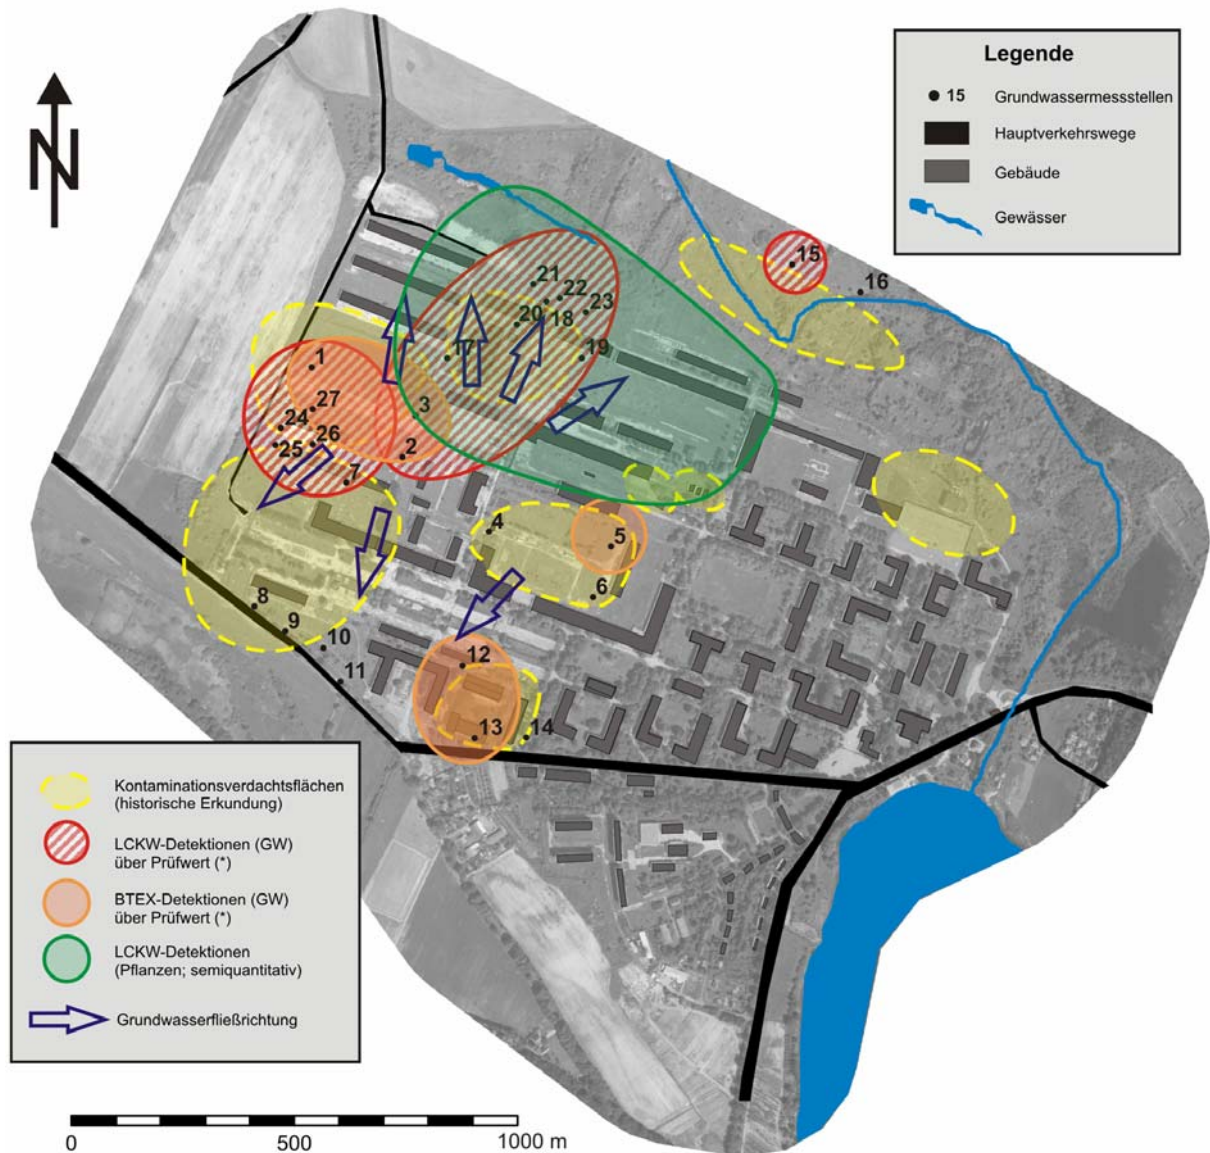 Legende
15 Grundwassermessstellen
Hauptverkehrswege
Gebäude
Gewässer
N
15
16
21
22
23
20
18
17
19
1
27
3
24
26
25
2
7
4
5
6
8
9
10
11
12
13
14
Kontaminationsverdachtsflächen
(historische Erkundung)
LCKW-Detektionen (GW)
über Prüfwert (*)
BTEX-Detektionen (GW)
über Prüfwert (*)
LCKW-Detektionen
(Pflanzen; semiquantitativ)
Grundwasserfließrichtung
0 500 1000 m